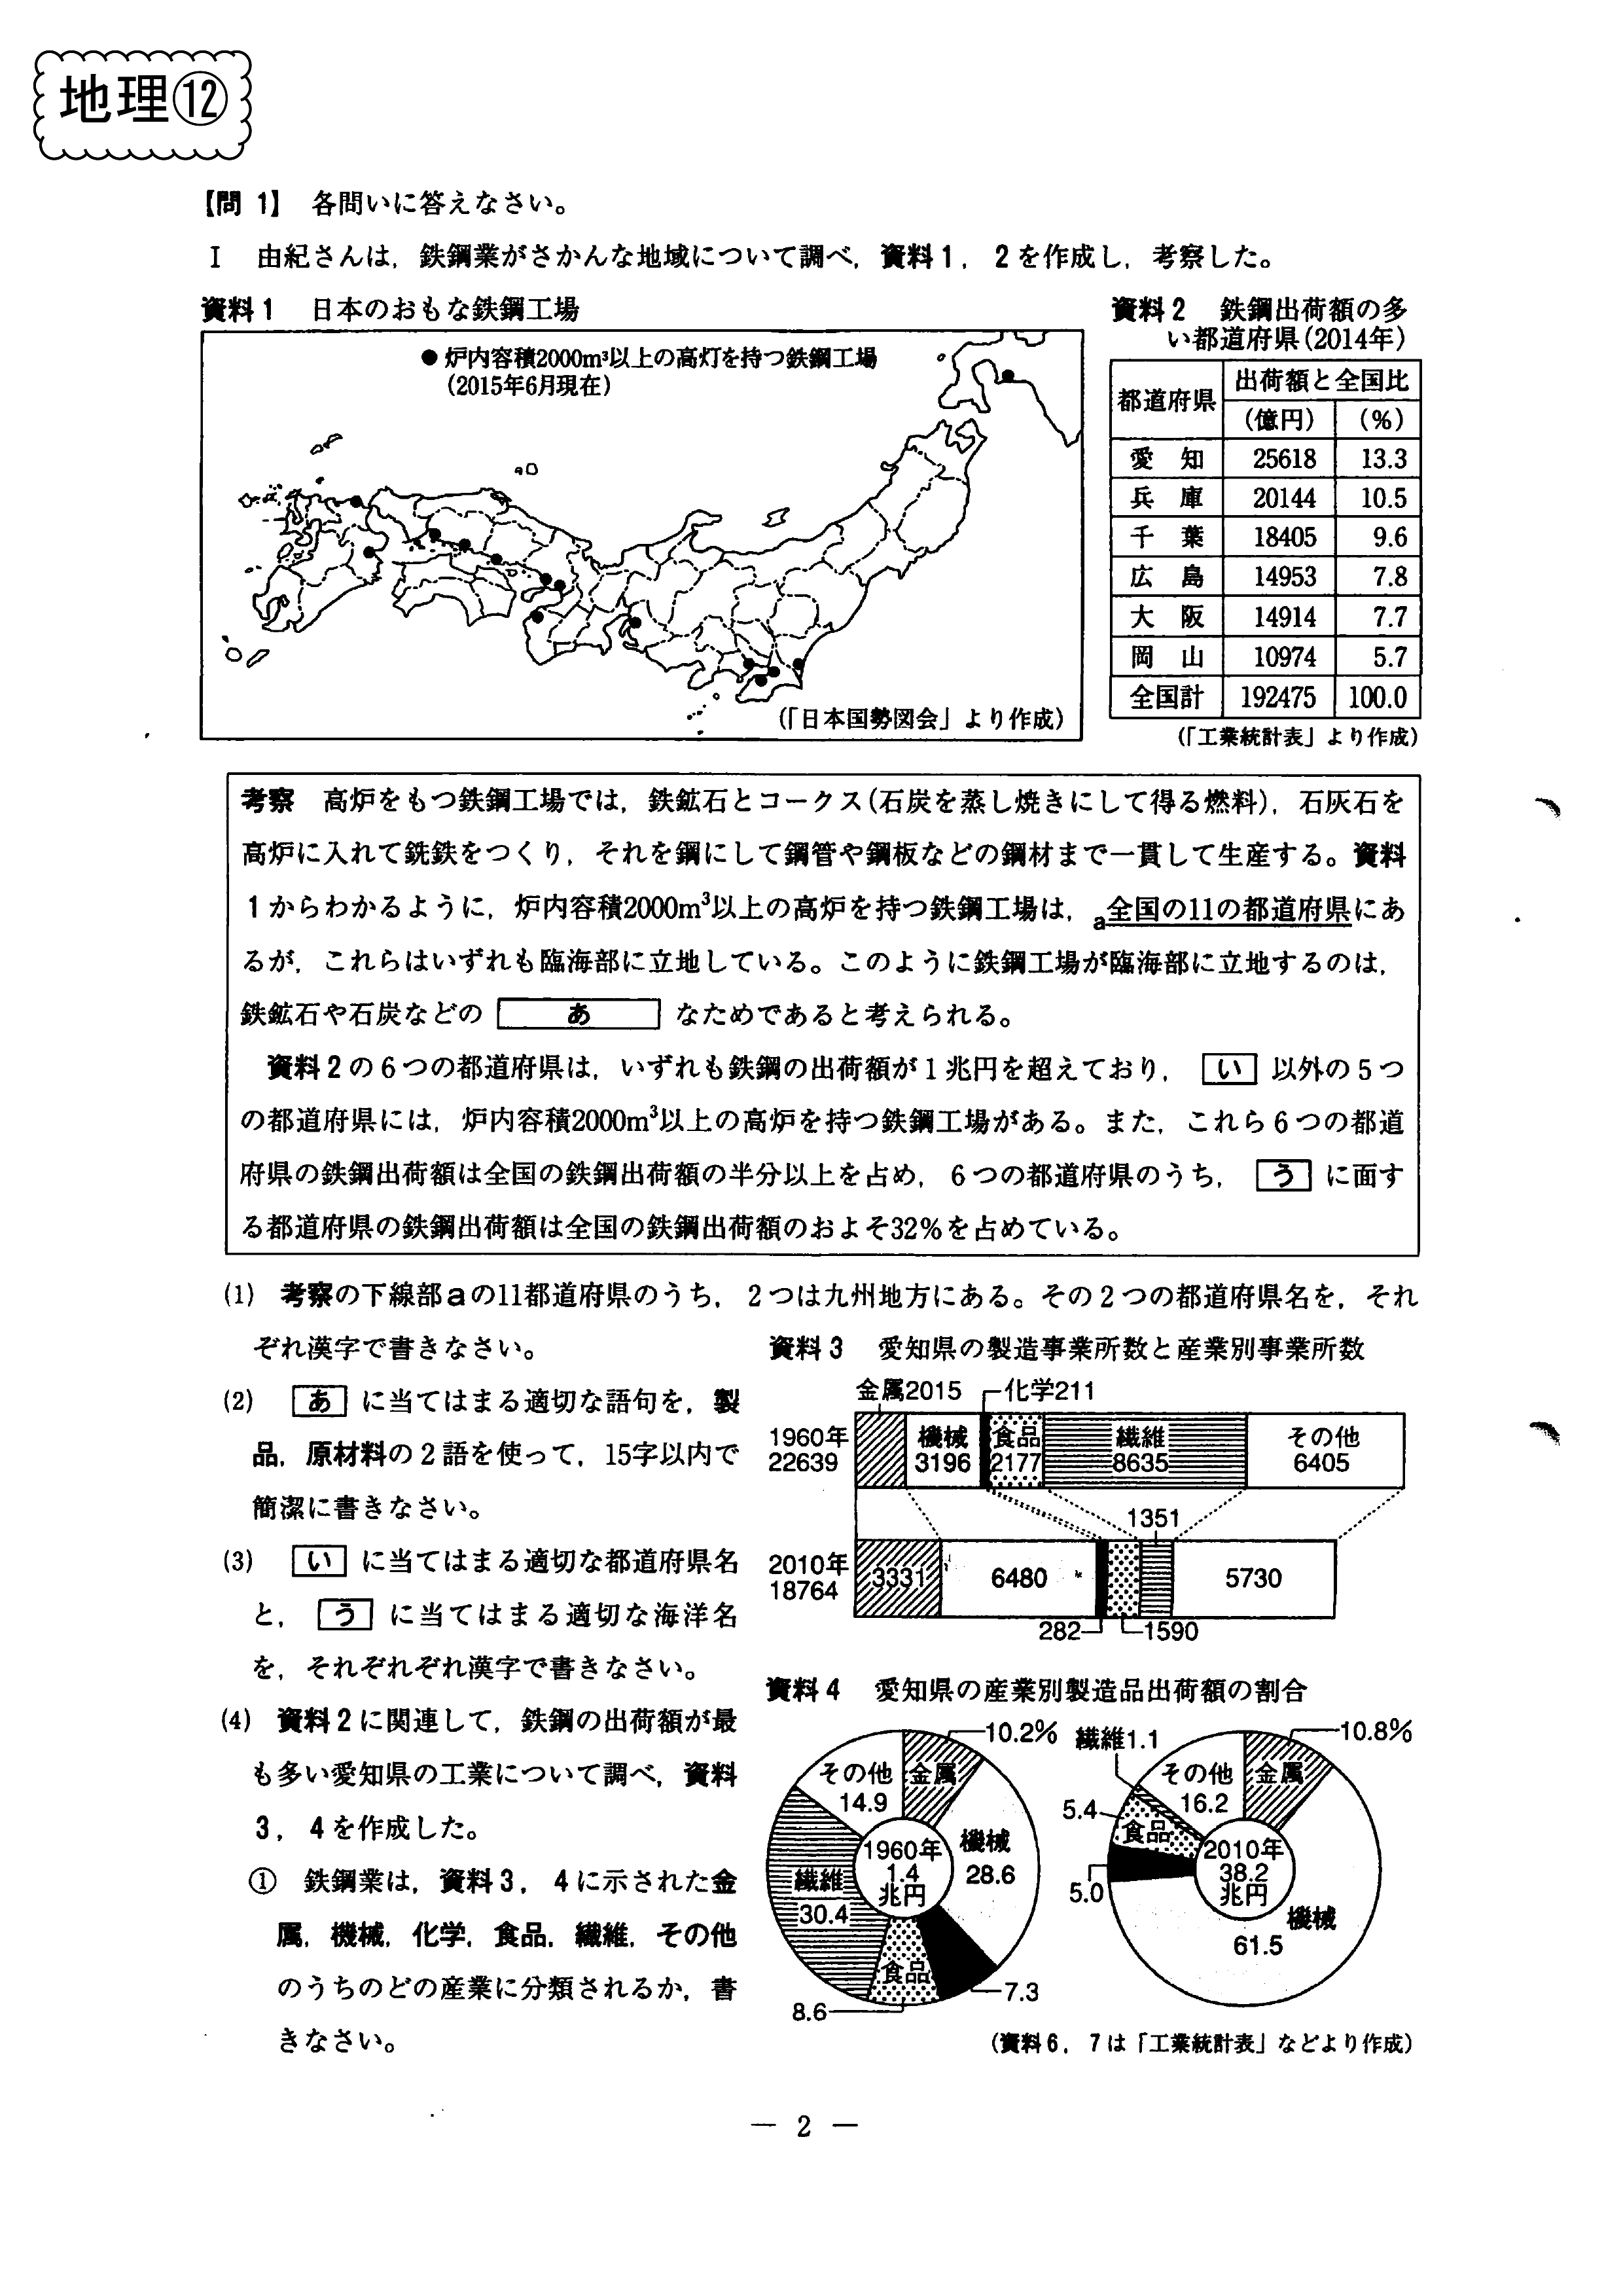 地理⑫
【問 1】 各問いに答えなさい。
Ⅰ 由紀さんは，鉄鋼業がさかんな地域について調べ，資料1，2を作成し，考察した。
資料1 日本のおもな鉄鋼工場
● 炉内容積2000m³以上の高灯を持つ鉄鋼工場
（2015年6月現在）
（「日本国勢図会」より作成）
資料2 鉄鋼出荷額の多
い都道府県（2014年）
都道府県 出荷額と全国比
（億円） （%）
愛 知 25618 13.3
兵 庫 20144 10.5
千 葉 18405 9.6
広 島 14953 7.8
大 阪 14914 7.7
岡 山 10974 5.7
全国計 192475 100.0
（「工業統計表」より作成）
考察 高炉をもつ鉄鋼工場では，鉄鉱石とコークス（石炭を蒸し焼きにして得る燃料），石灰石を
高炉に入れて銑鉄をつくり，それを鋼にして鋼管や鋼板などの鋼材まで一貫して生産する。資料
1からわかるように，炉内容積2000m³以上の高炉を持つ鉄鋼工場は，a全国の11の都道府県にあ
るが，これらはいずれも臨海部に立地している。このように鉄鋼工場が臨海部に立地するのは，
鉄鉱石や石炭などの あ なためであると考えられる。
資料2の6つの都道府県は，いずれも鉄鋼の出荷額が1兆円を超えており， い 以外の5つ
の都道府県には，炉内容積2000m³以上の高炉を持つ鉄鋼工場がある。また，これら6つの都道
府県の鉄鋼出荷額は全国の鉄鋼出荷額の半分以上を占め，6つの都道府県のうち， う に面す
る都道府県の鉄鋼出荷額は全国の鉄鋼出荷額のおよそ32%を占めている。
(1) 考察の下線部aの11都道府県のうち，2つは九州地方にある。その2つの都道府県名を，それ
ぞれ漢字で書きなさい。
(2) あ に当てはまる適切な語句を，製
品，原材料の2語を使って，15字以内で
簡潔に書きなさい。
(3) い に当てはまる適切な都道府県名
と， う に当てはまる適切な海洋名
を，それぞれぞれ漢字で書きなさい。
(4) 資料2に関連して，鉄鋼の出荷額が最
も多い愛知県の工業について調べ，資料
3，4を作成した。
① 鉄鋼業は，資料3，4に示された金
属，機械，化学，食品，繊維，その他
のうちのどの産業に分類されるか，書
きなさい。
資料3 愛知県の製造事業所数と産業別事業所数
金属2015 化学211
1960年
22639
機械
3196
食品
2177
繊維
8635
その他
6405
1351
2010年
18764
3331 6480 5730
282 1590
資料4 愛知県の産業別製造品出荷額の割合
10.2%
その他
14.9
金属
機械
28.6
1960年
1.4
兆円
繊維
30.4
食品
8.6
7.3
繊維1.1
10.8%
その他
16.2
金属
5.4
食品
2010年
38.2
兆円
5.0
機械
61.5
（資料6，7は「工業統計表」などより作成）
— 2 —